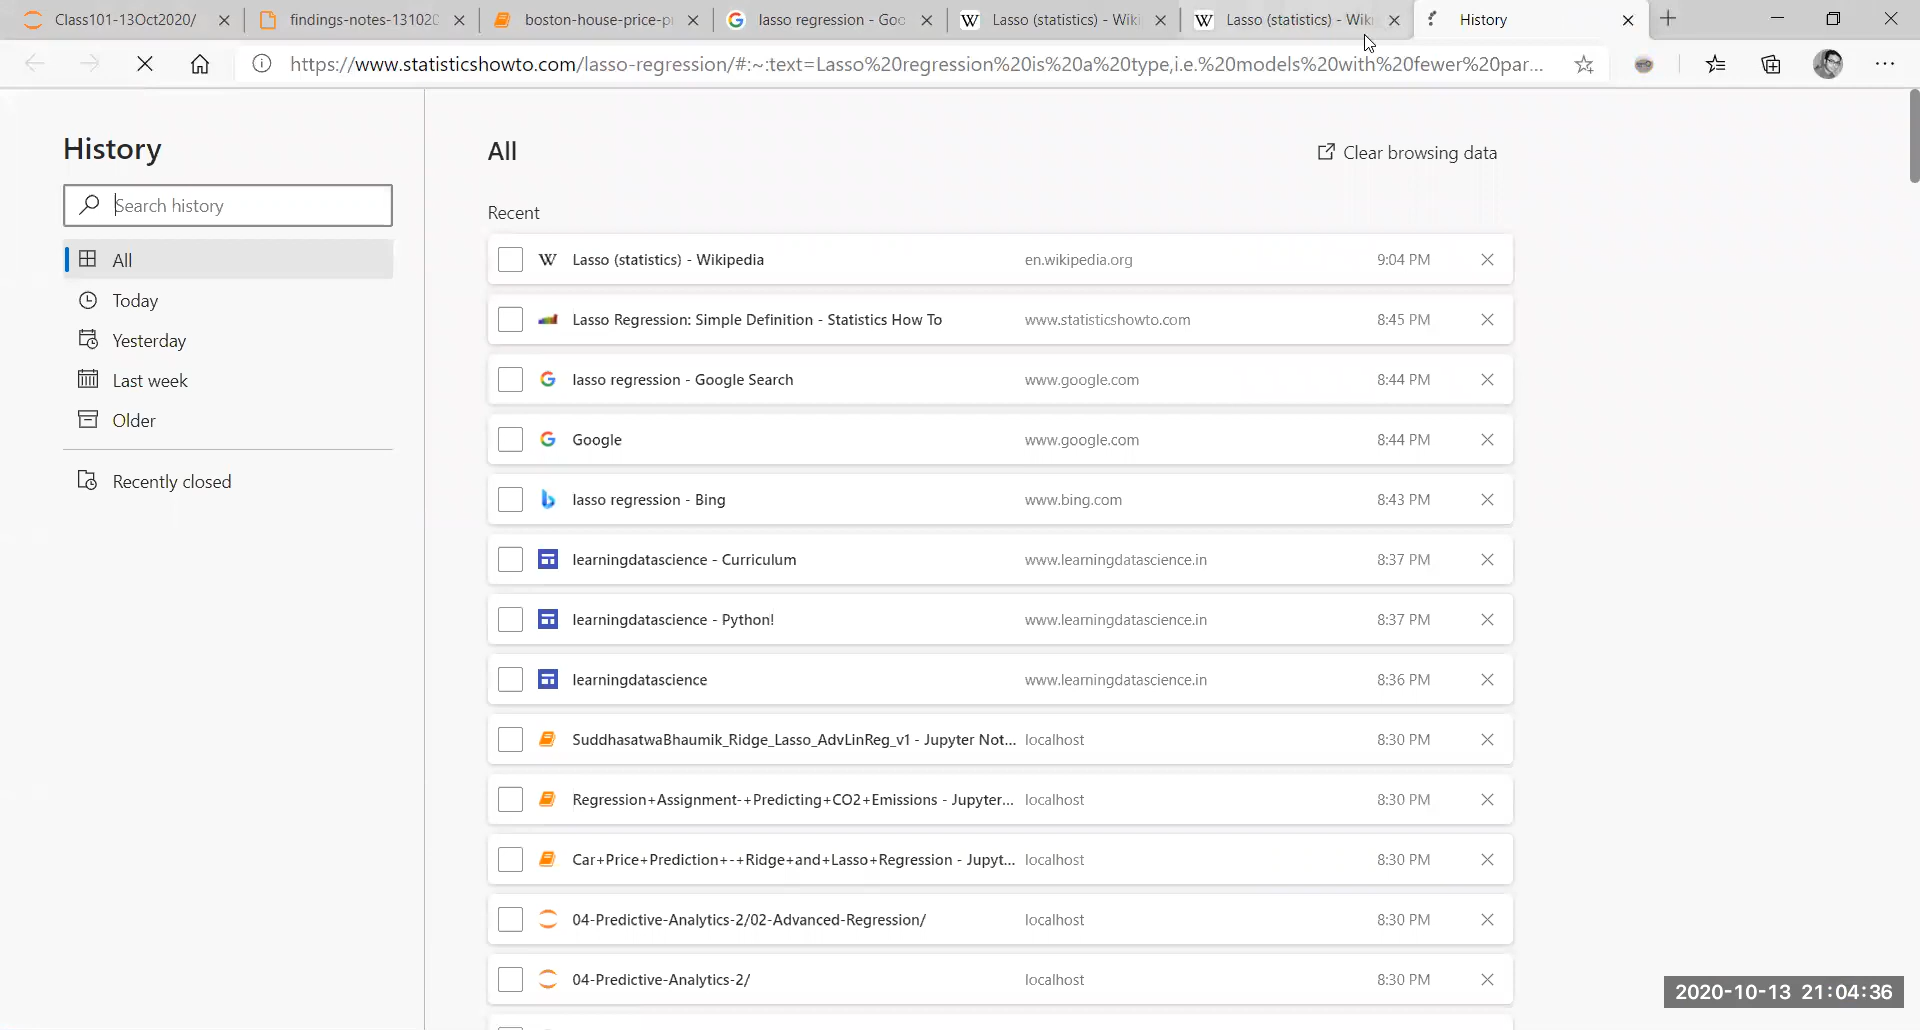 Class101-13Oct2020/
findings-notes-13102
boston-house-price-p
lasso regression - Goo
Lasso (statistics) - Wiki
Lasso (statistics) - Wiki
History
https://www.statisticshowto.com/lasso-regression/#:~:text=Lasso%20regression%20is%20a%20type,i.e.%20models%20with%20fewer%20par...
History
Search history
All
Today
Yesterday
Last week
Older
Recently closed
All
Clear browsing data
Recent
W Lasso (statistics) - Wikipedia en.wikipedia.org 9:04 PM
Lasso Regression: Simple Definition - Statistics How To www.statisticshowto.com 8:45 PM
lasso regression - Google Search www.google.com 8:44 PM
Google www.google.com 8:44 PM
lasso regression - Bing www.bing.com 8:43 PM
learningdatascience - Curriculum www.learningdatascience.in 8:37 PM
learningdatascience - Python! www.learningdatascience.in 8:37 PM
learningdatascience www.learningdatascience.in 8:36 PM
SuddhasatwaBhaumik_Ridge_Lasso_AdvLinReg_v1 - Jupyter Not... localhost 8:30 PM
Regression+Assignment-+Predicting+CO2+Emissions - Jupyter... localhost 8:30 PM
Car+Price+Prediction+-+Ridge+and+Lasso+Regression - Jupyt... localhost 8:30 PM
04-Predictive-Analytics-2/02-Advanced-Regression/ localhost 8:30 PM
04-Predictive-Analytics-2/ localhost 8:30 PM
2020-10-13 21:04:36